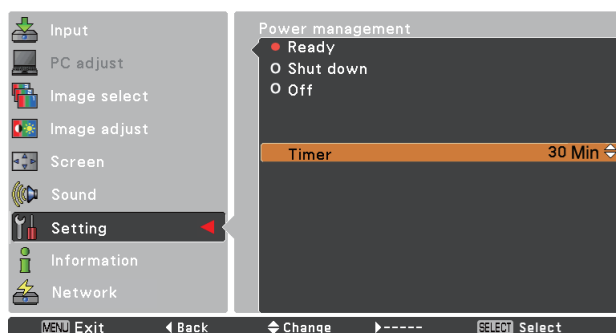 Input
PC adjust
Image select
Image adjust
Screen
Sound
Setting
Information
Network
Power management
Ready
Shut down
Off
Timer 30 Min
MENU Exit Back Change ----- SELECT Select